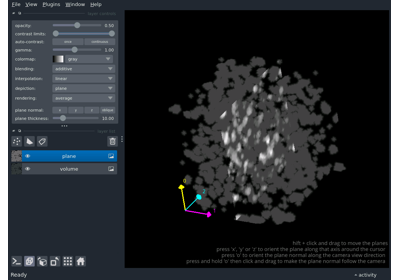 File View Plugins Window Help
opacity: 0.50
contrast limits:
auto-contrast: once continuous
gamma: 1.00
colormap: gray
blending: additive
interpolation: linear
depiction: plane
rendering: average
plane normal: x y z oblique
plane thickness: 10.00
plane
volume
shift + click and drag to move the planes
press 'x', 'y' or 'z' to orient the plane along that axis around the cursor
press 'o' to orient the plane normal along the camera view direction
press and hold 'o' then click and drag to make the plane normal follow the camera
Ready
activity